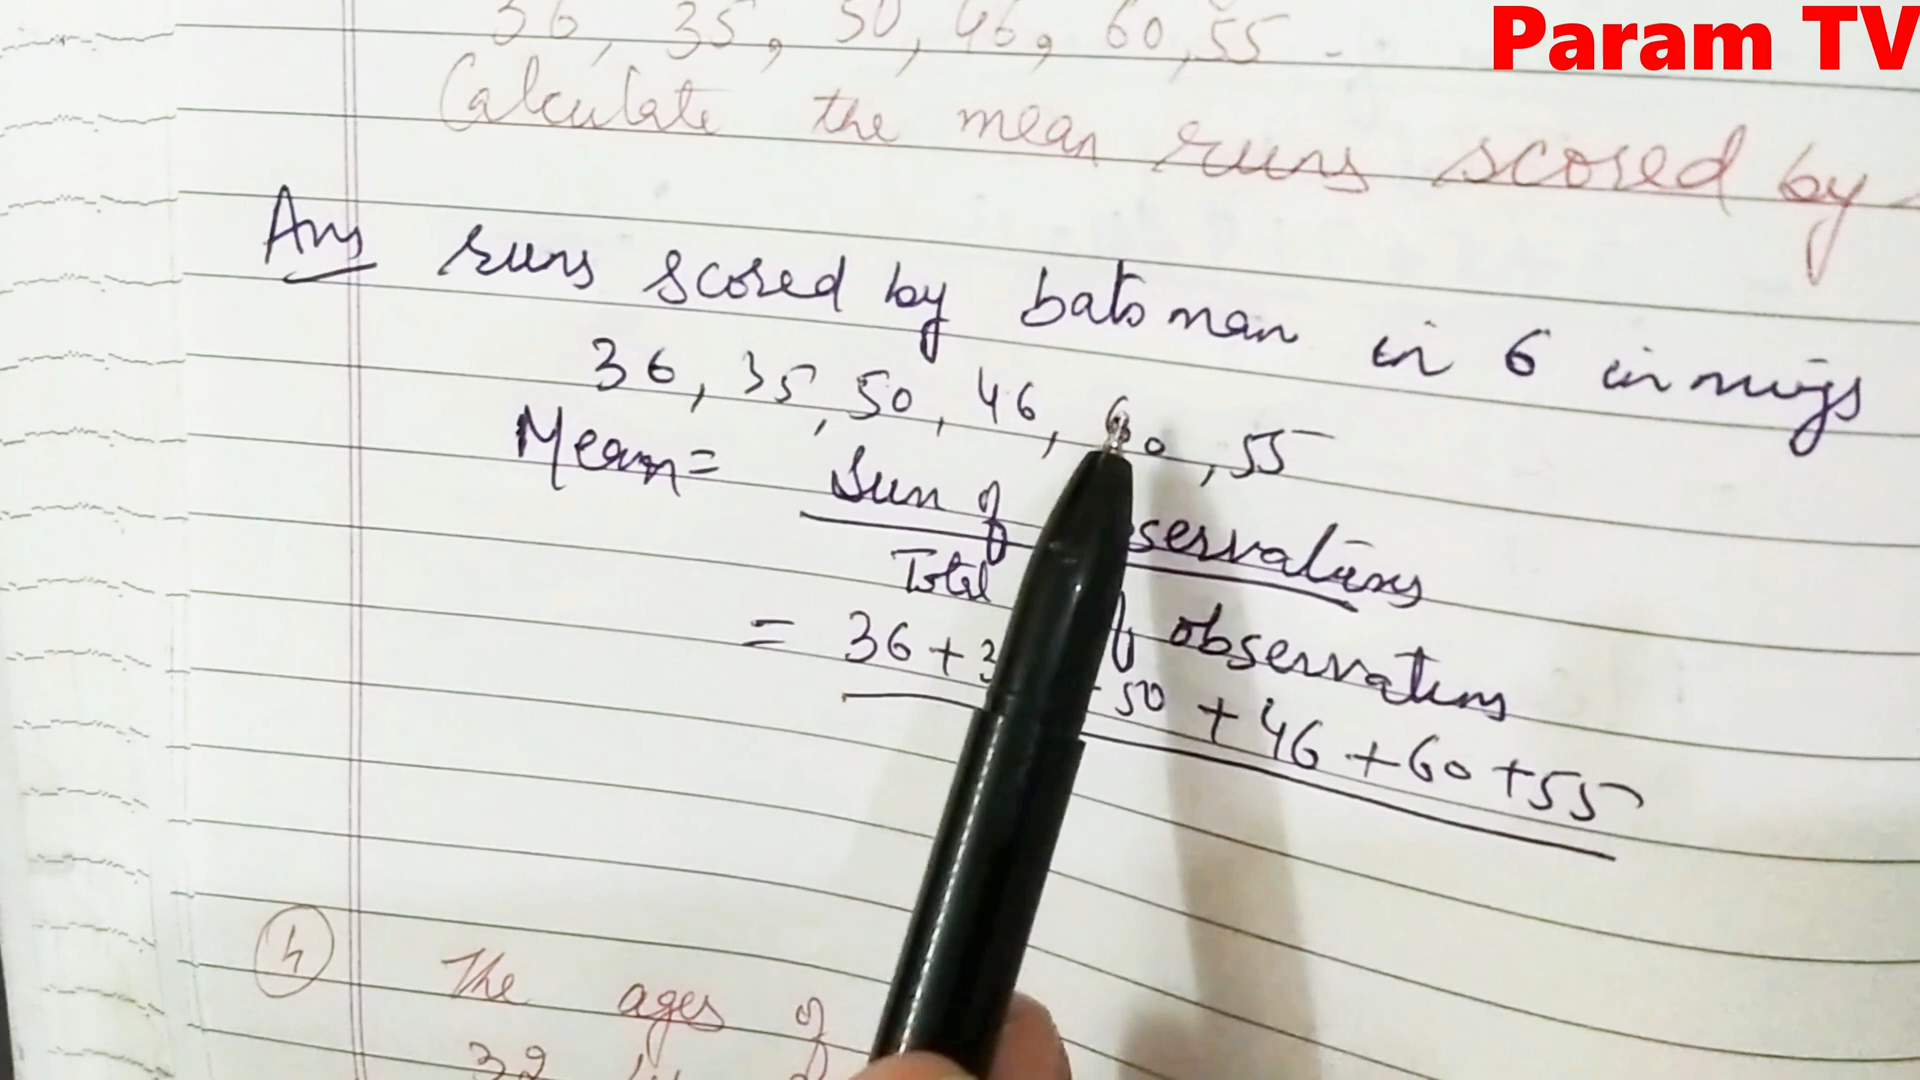 Param TV
36, 35, 50, 46, 60, 55
Calculate the mean runs scored by
Ans runs scored by batsman in 6 innings
36, 35, 50, 46, 60, 55
Mean = Sum of observations
Total of observations
= 36 + 3 50 + 46 + 60 + 55
4 The ages of
32